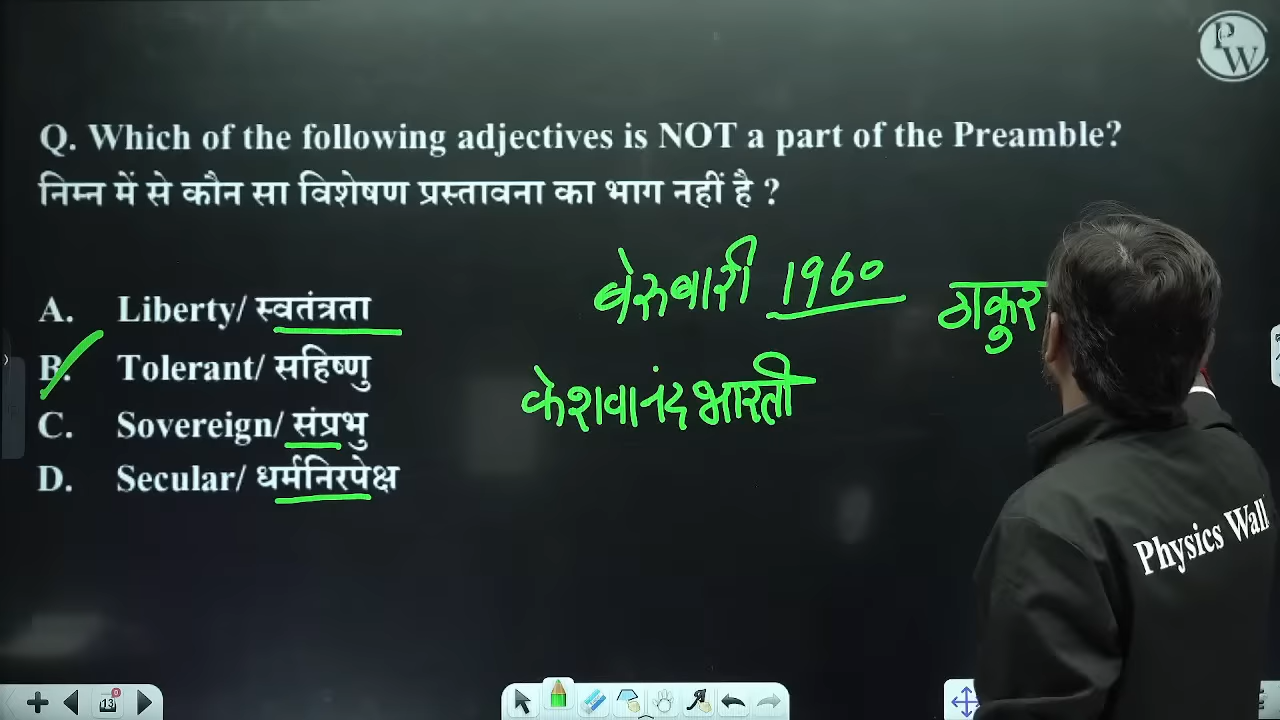 PW
Q. Which of the following adjectives is NOT a part of the Preamble?
निम्न में से कौन सा विशेषण प्रस्तावना का भाग नहीं है ?
बेरुबारी 1960
ठाकुर
A. Liberty/ स्वतंत्रता
B. Tolerant/ सहिष्णु
केशवानंद भारती
C. Sovereign/ संप्रभु
D. Secular/ धर्मनिरपेक्ष
Physics Wall
13